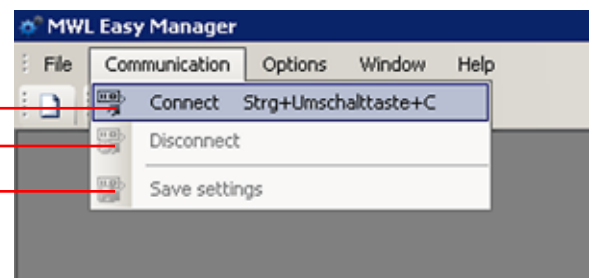 MWL Easy Manager
File Communication Options Window Help
Connect Strg+Umschalttaste+C
Disconnect
Save settings